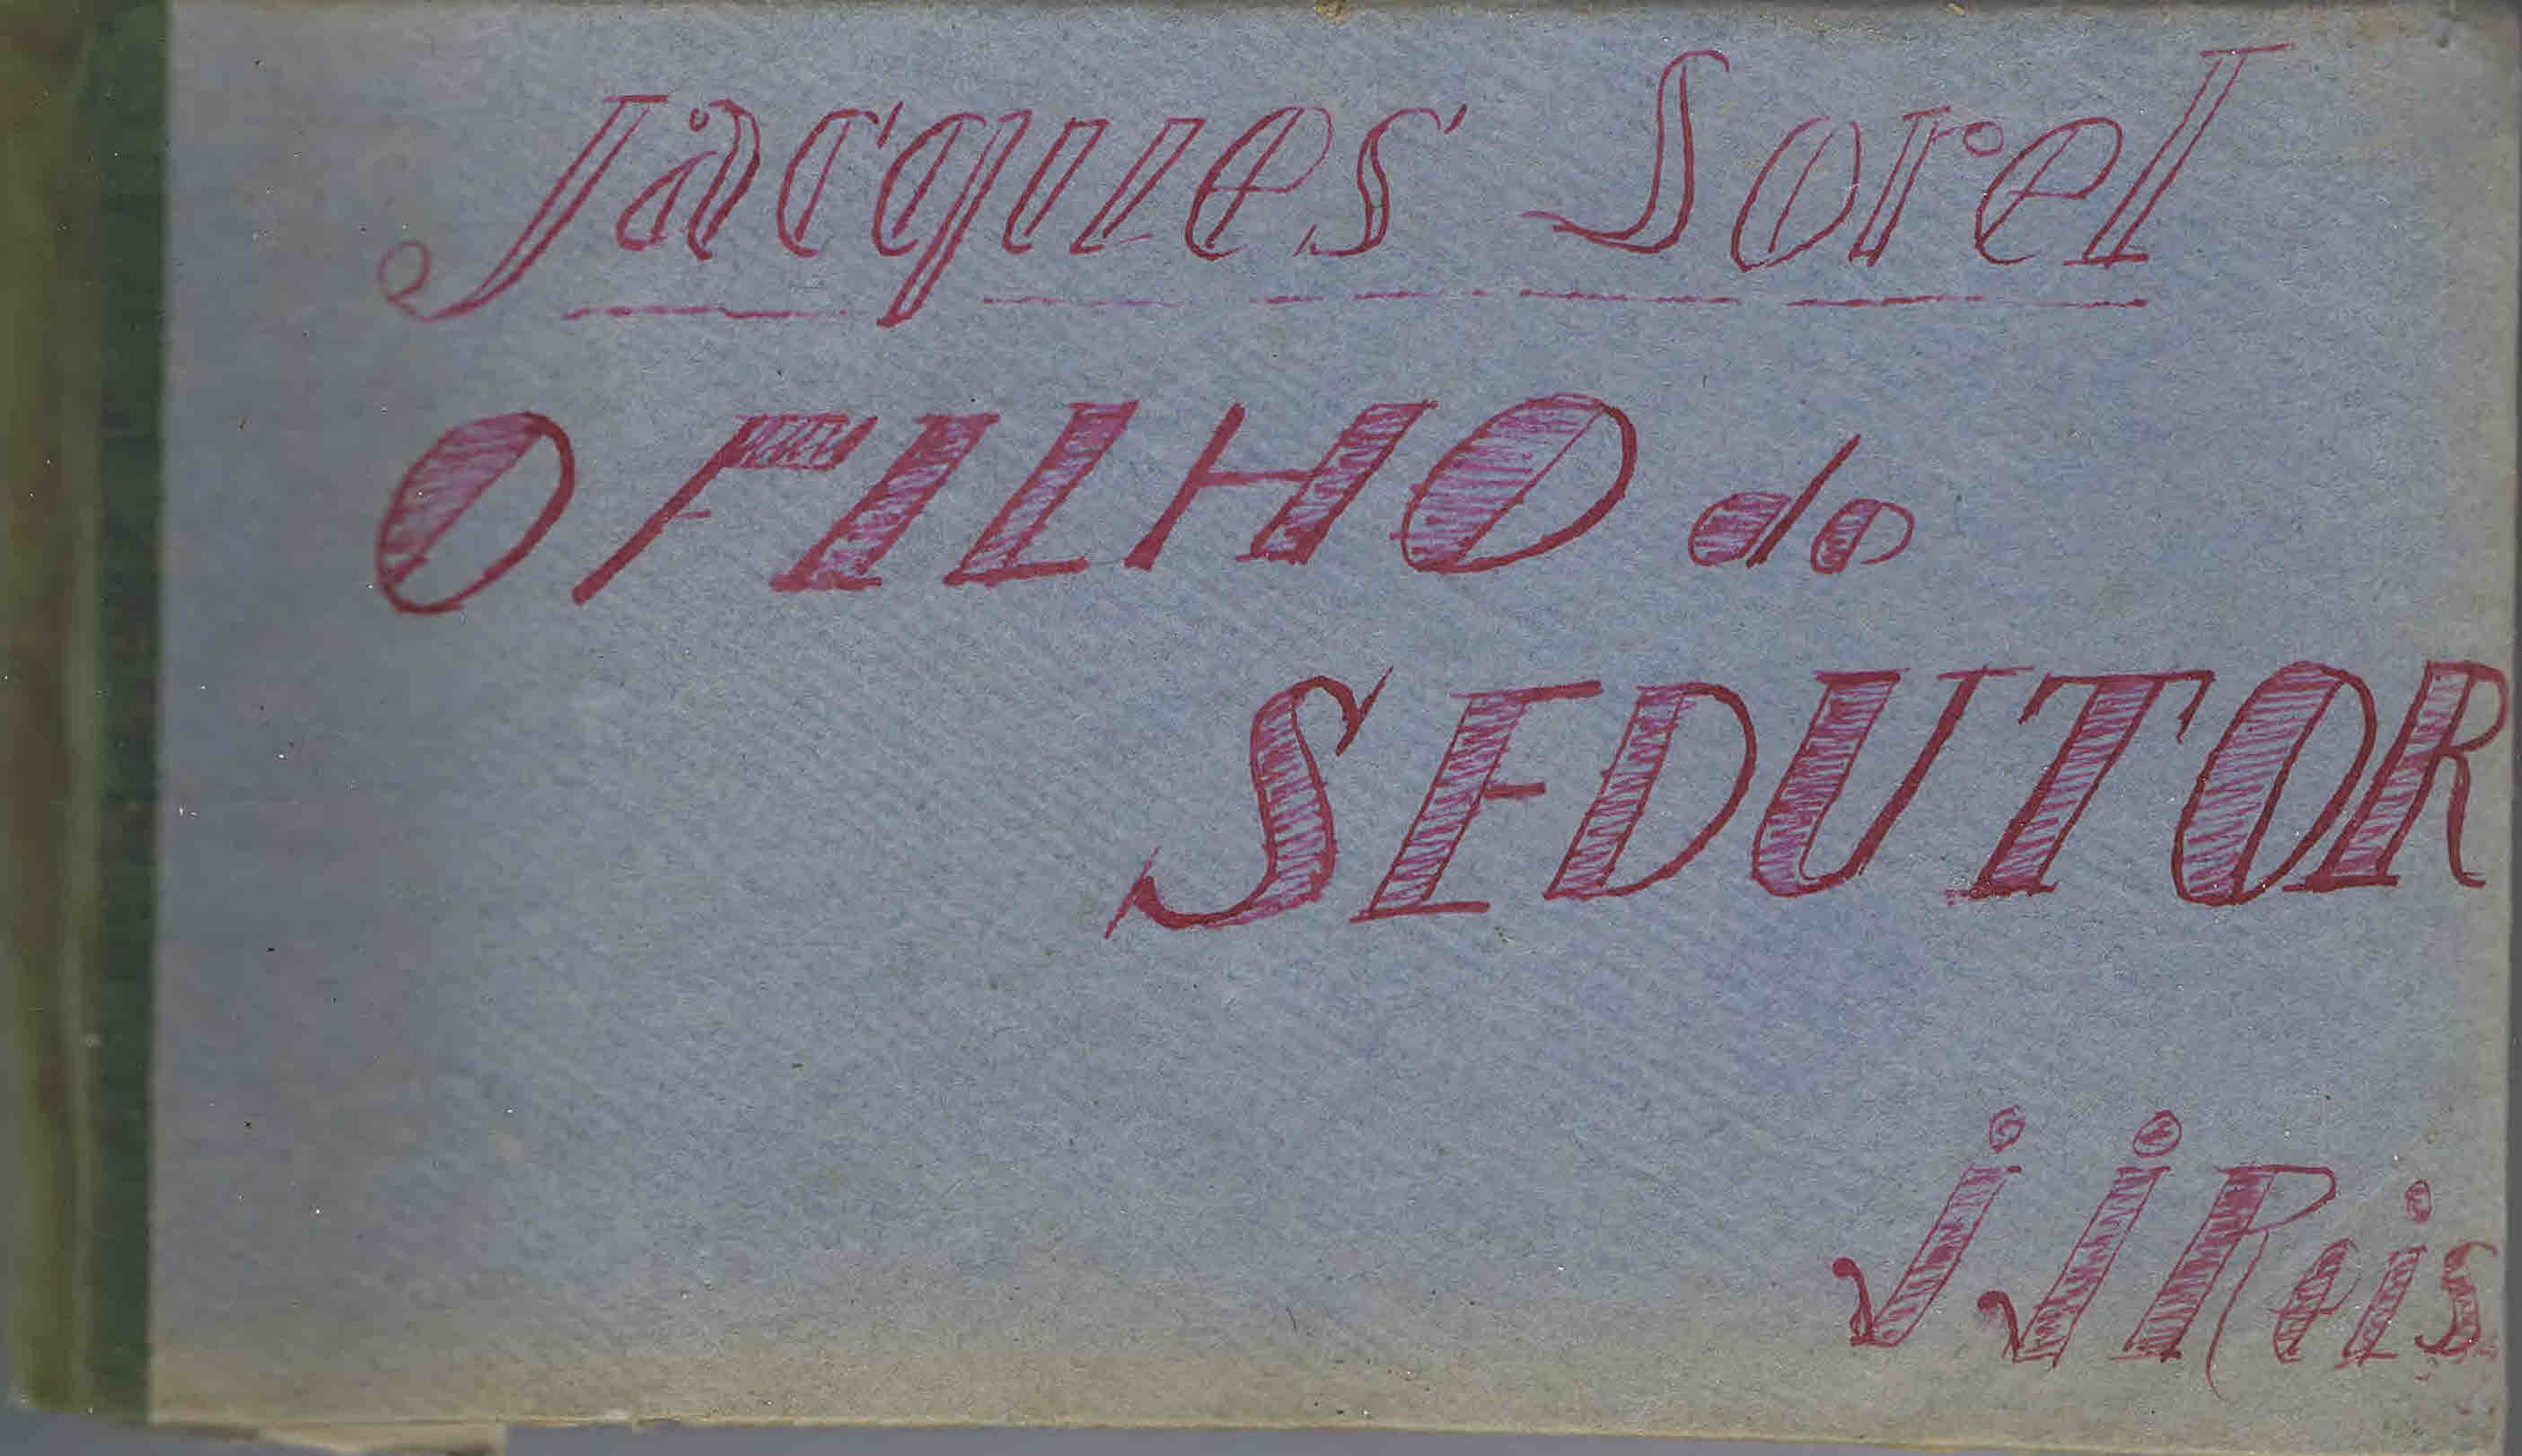 Jacques Sorel
O FILHO do
SEDUTOR
J J Reis